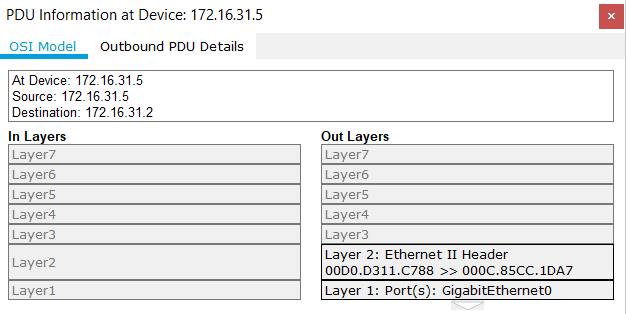 PDU Information at Device: 172.16.31.5
OSI Model
Outbound PDU Details
At Device: 172.16.31.5
Source: 172.16.31.5
Destination: 172.16.31.2
In Layers
Layer7
Layer6
Layer5
Layer4
Layer3
Layer2
Layer1
Out Layers
Layer7
Layer6
Layer5
Layer4
Layer3
Layer 2: Ethernet II Header
00D0.D311.C788 >> 000C.85CC.1DA7
Layer 1: Port(s): GigabitEthernet0